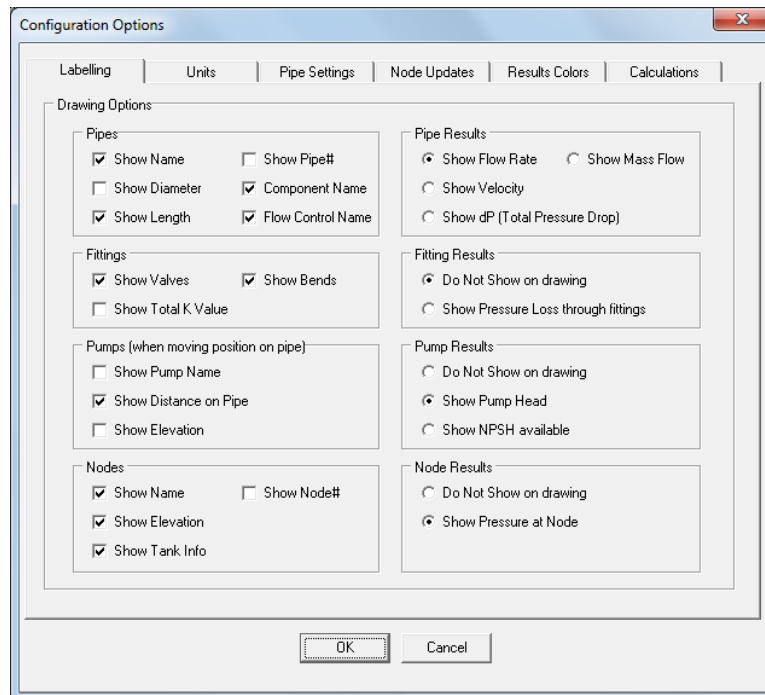 Configuration Options
Labelling Units Pipe Settings Node Updates Results Colors Calculations
Drawing Options
Pipes
Show Name Show Pipe#
Show Diameter Component Name
Show Length Flow Control Name
Pipe Results
Show Flow Rate Show Mass Flow
Show Velocity
Show dP (Total Pressure Drop)
Fittings
Show Valves Show Bends
Show Total K Value
Fitting Results
Do Not Show on drawing
Show Pressure Loss through fittings
Pumps (when moving position on pipe)
Show Pump Name
Show Distance on Pipe
Show Elevation
Pump Results
Do Not Show on drawing
Show Pump Head
Show NPSH available
Nodes
Show Name Show Node#
Show Elevation
Show Tank Info
Node Results
Do Not Show on drawing
Show Pressure at Node
OK Cancel